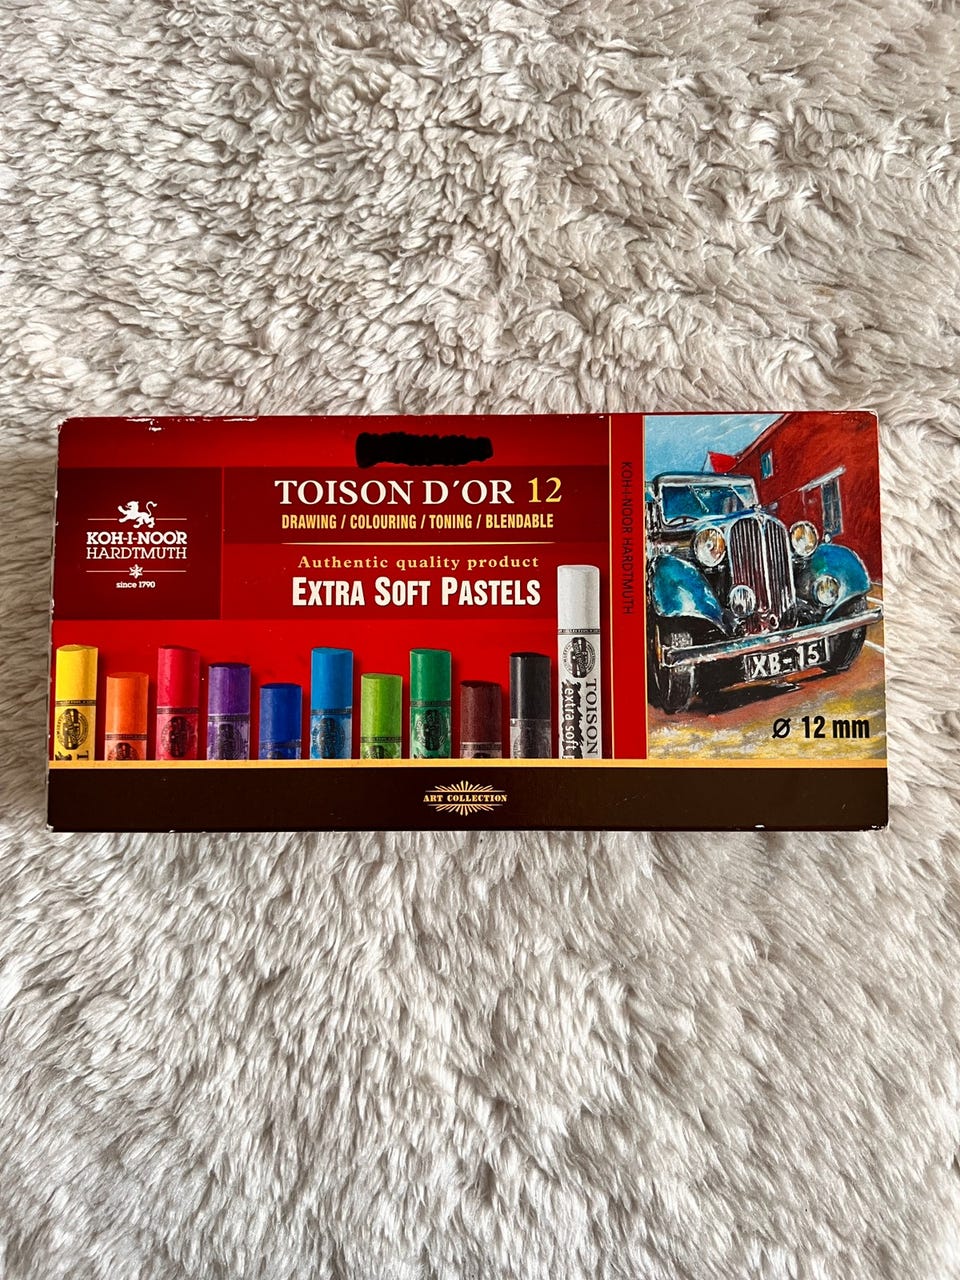 TOISON D´OR 12
DRAWING / COLOURING / TONING / BLENDABLE
Authentic quality product
EXTRA SOFT PASTELS
KOH-I-NOOR
HARDTMUTH
since 1790
TOISON
extra soft
KOH-I-NOOR HARDTMUTH
XB-15
Ø 12 mm
ART COLLECTION